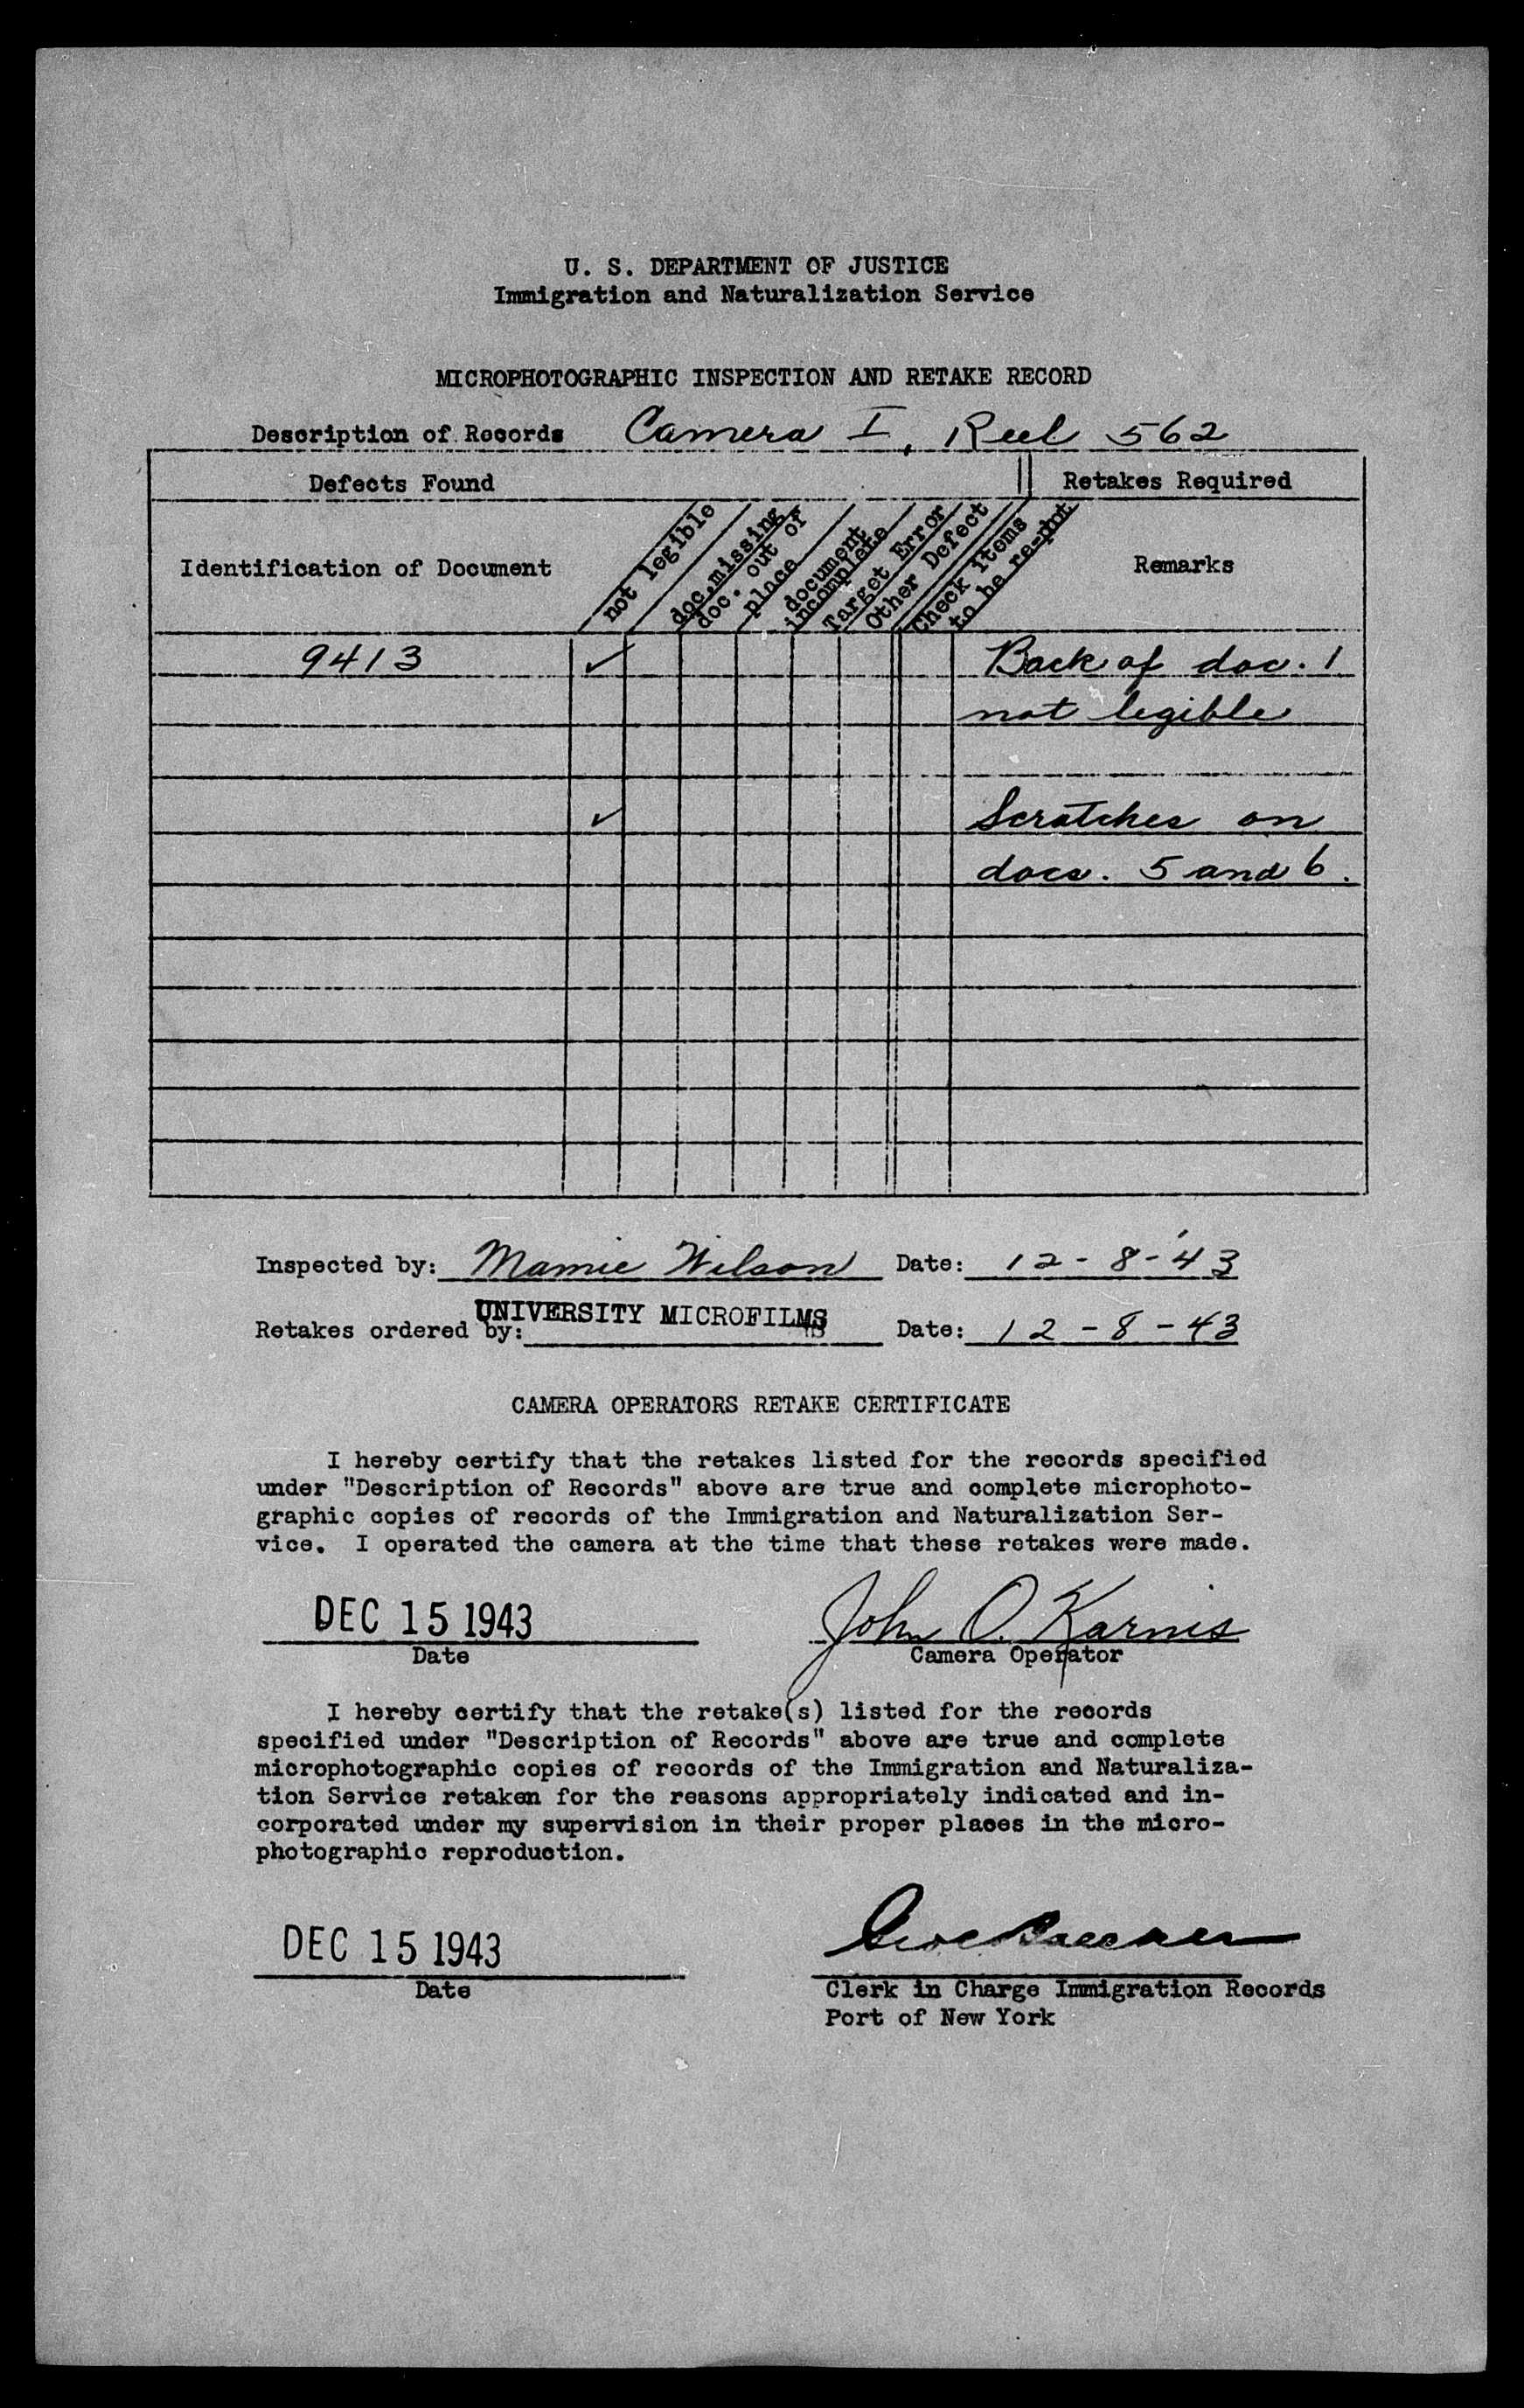 U. S. DEPARTMENT OF JUSTICE
Immigration and Naturalization Service
MICROPHOTOGRAPHIC INSPECTION AND RETAKE RECORD
Description of Records Camera I, Reel 562
Defects Found Retakes Required
Identification of Document
not legible
doc. missing
doc. out of
place
document
incomplete
Target Error
Other Defect
Check items
to be re-phot
Remarks
9413 ✓ Back of doc. 1
not legible
✓ Scratches on
docs. 5 and 6.
Inspected by: Mamie Wilson Date: 12-8-'43
UNIVERSITY MICROFILMS
Retakes ordered by: Date: 12-8-43
CAMERA OPERATORS RETAKE CERTIFICATE
I hereby certify that the retakes listed for the records specified
under "Description of Records" above are true and complete microphoto-
graphic copies of records of the Immigration and Naturalization Ser-
vice. I operated the camera at the time that these retakes were made.
DEC 15 1943 John O. Karnis
Date Camera Operator
I hereby certify that the retake(s) listed for the records
specified under "Description of Records" above are true and complete
microphotographic copies of records of the Immigration and Naturaliza-
tion Service retaken for the reasons appropriately indicated and in-
corporated under my supervision in their proper places in the micro-
photographic reproduction.
DEC 15 1943
Date Clerk in Charge Immigration Records
Port of New York